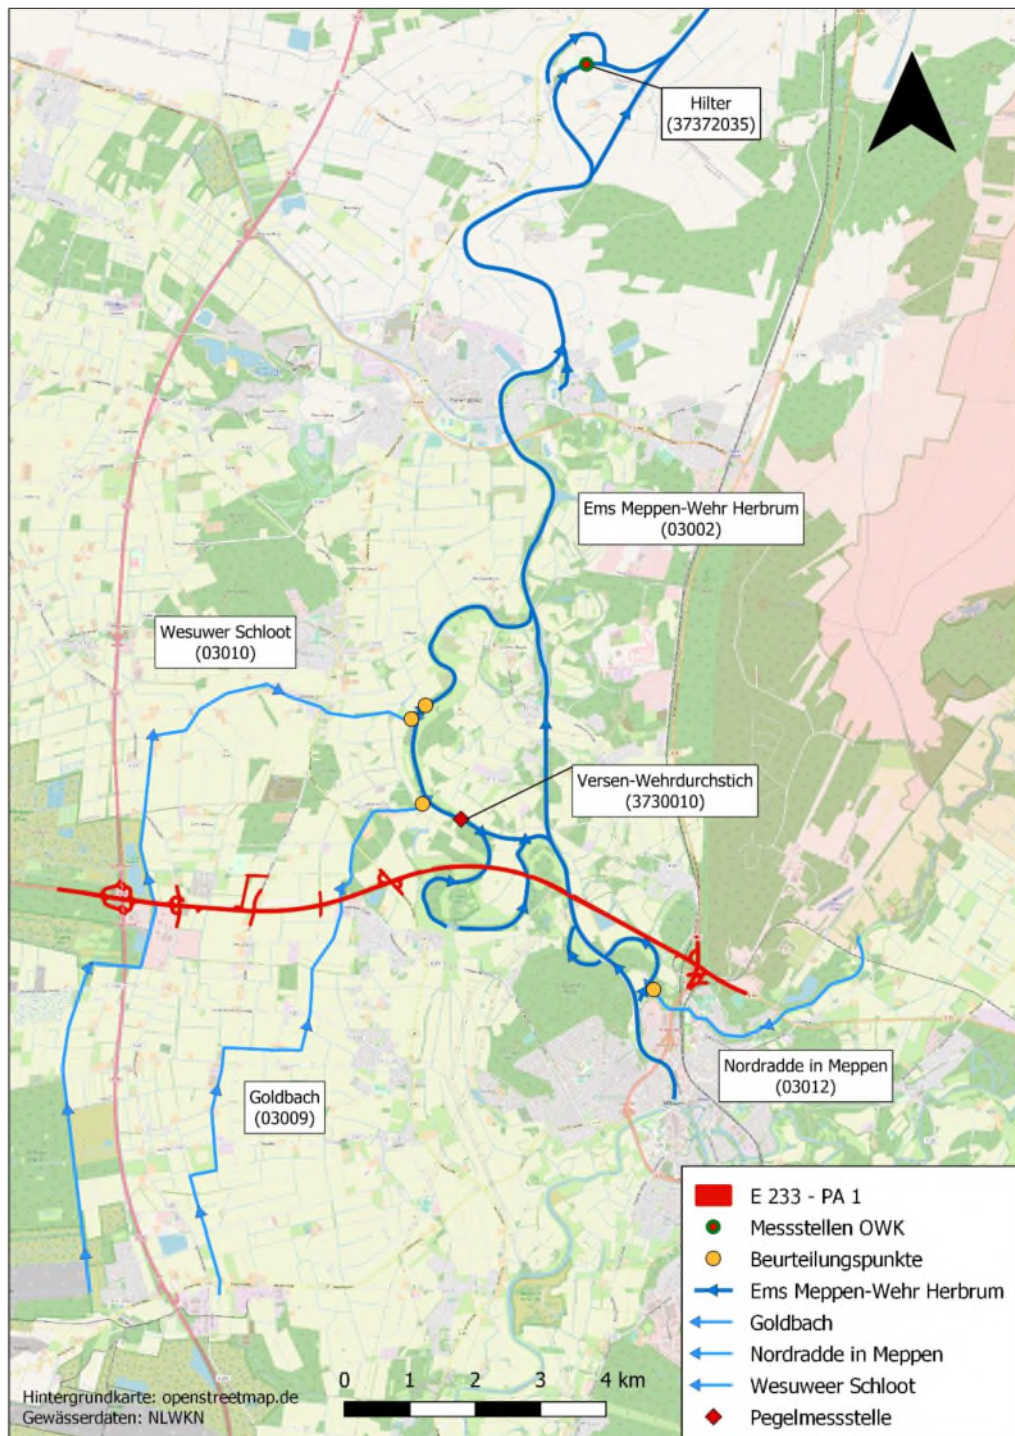 Hilter
(37372035)
Ems Meppen-Wehr Herbrum
(03002)
Wesuwer Schloot
(03010)
Versen-Wehrdurchstich
(3730010)
Nordradde in Meppen
(03012)
Goldbach
(03009)
E 233 - PA 1
Messstellen OWK
Beurteilungspunkte
Ems Meppen-Wehr Herbrum
Goldbach
Nordradde in Meppen
Wesuweer Schloot
Pegelmessstelle
0 1 2 3 4 km
Hintergrundkarte: openstreetmap.de
Gewässerdaten: NLWKN